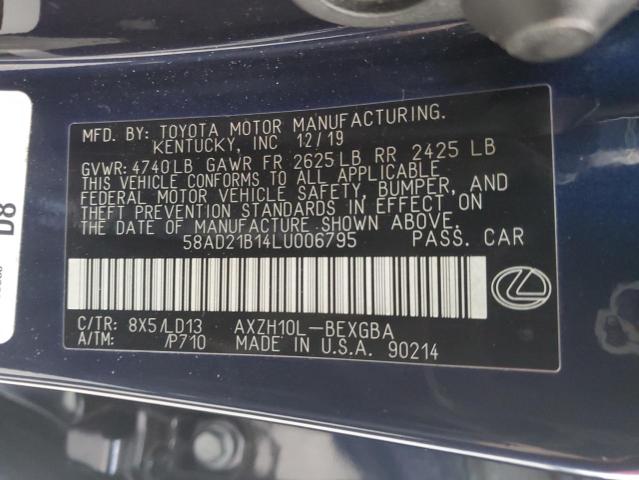 MFD. BY: TOYOTA MOTOR MANUFACTURING.
KENTUCKY, INC 12/19
GVWR: 4740LB GAWR FR 2625LB RR 2425 LB
THIS VEHICLE CONFORMS TO ALL APPLICABLE
FEDERAL MOTOR VEHICLE SAFETY, BUMPER, AND
THEFT PREVENTION STANDARDS IN EFFECT ON
THE DATE OF MANUFACTURE SHOWN ABOVE.
58AD21B14LU006795 PASS. CAR
C/TR: 8X5/LD13 AXZH10L-BEXGBA
A/TM: /P710 MADE IN U.S.A. 90214
D8